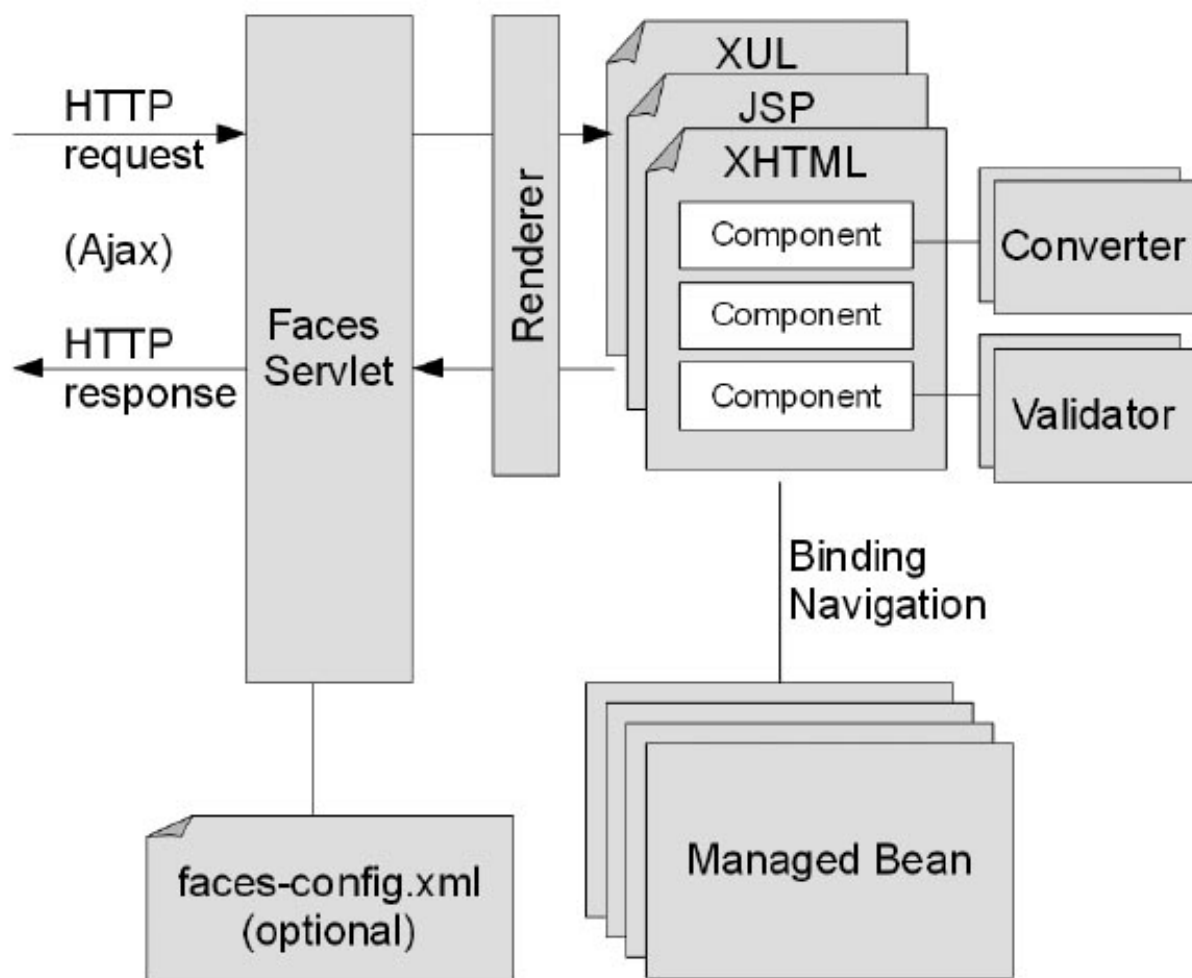 HTTP
request
(Ajax)
HTTP
response
Faces
Servlet
Renderer
XUL
JSP
XHTML
Component
Component
Component
Converter
Validator
Binding
Navigation
faces-config.xml
(optional)
Managed Bean